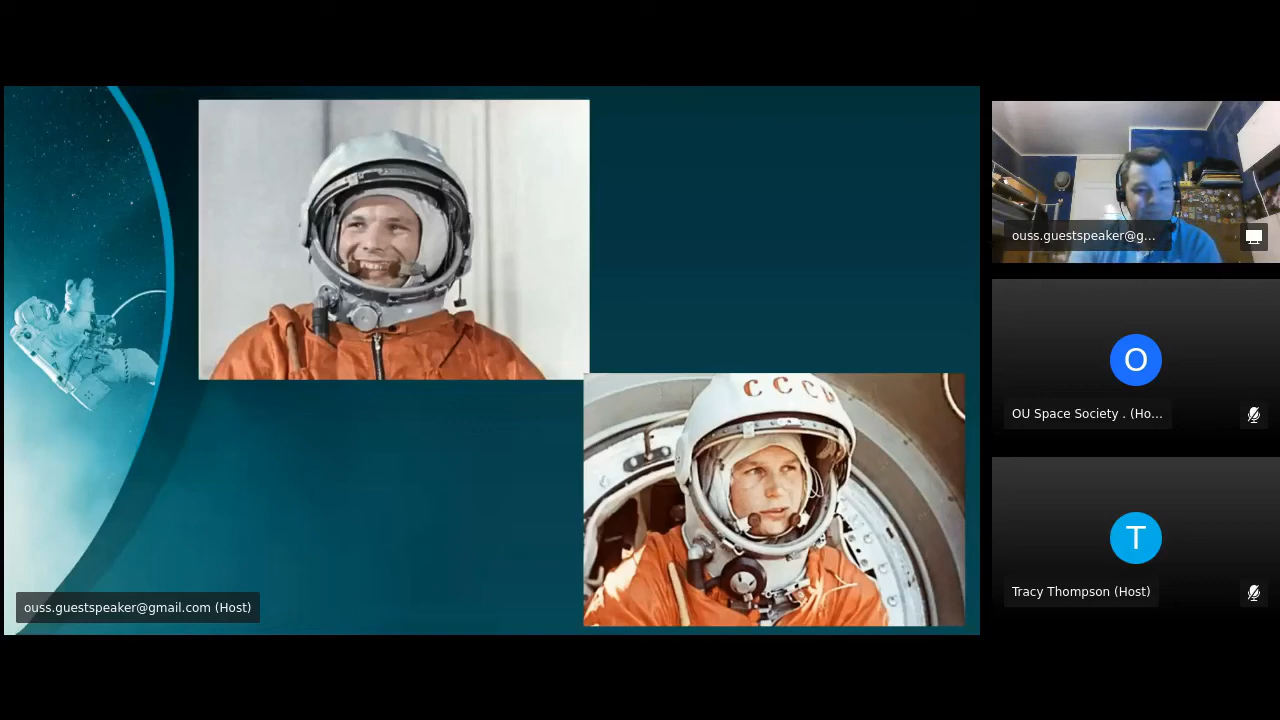 СССР
ouss.guestspeaker@gmail.com (Host)
ouss.guestspeaker@g...
O
OU Space Society . (Ho...
T
Tracy Thompson (Host)